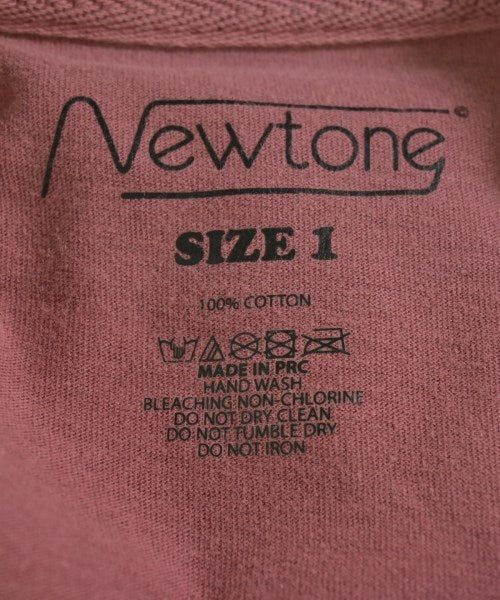 Newtone ©
SIZE 1
100% COTTON
MADE IN PRC
HAND WASH
BLEACHING NON-CHLORINE
DO NOT DRY CLEAN
DO NOT TUMBLE DRY
DO NOT IRON